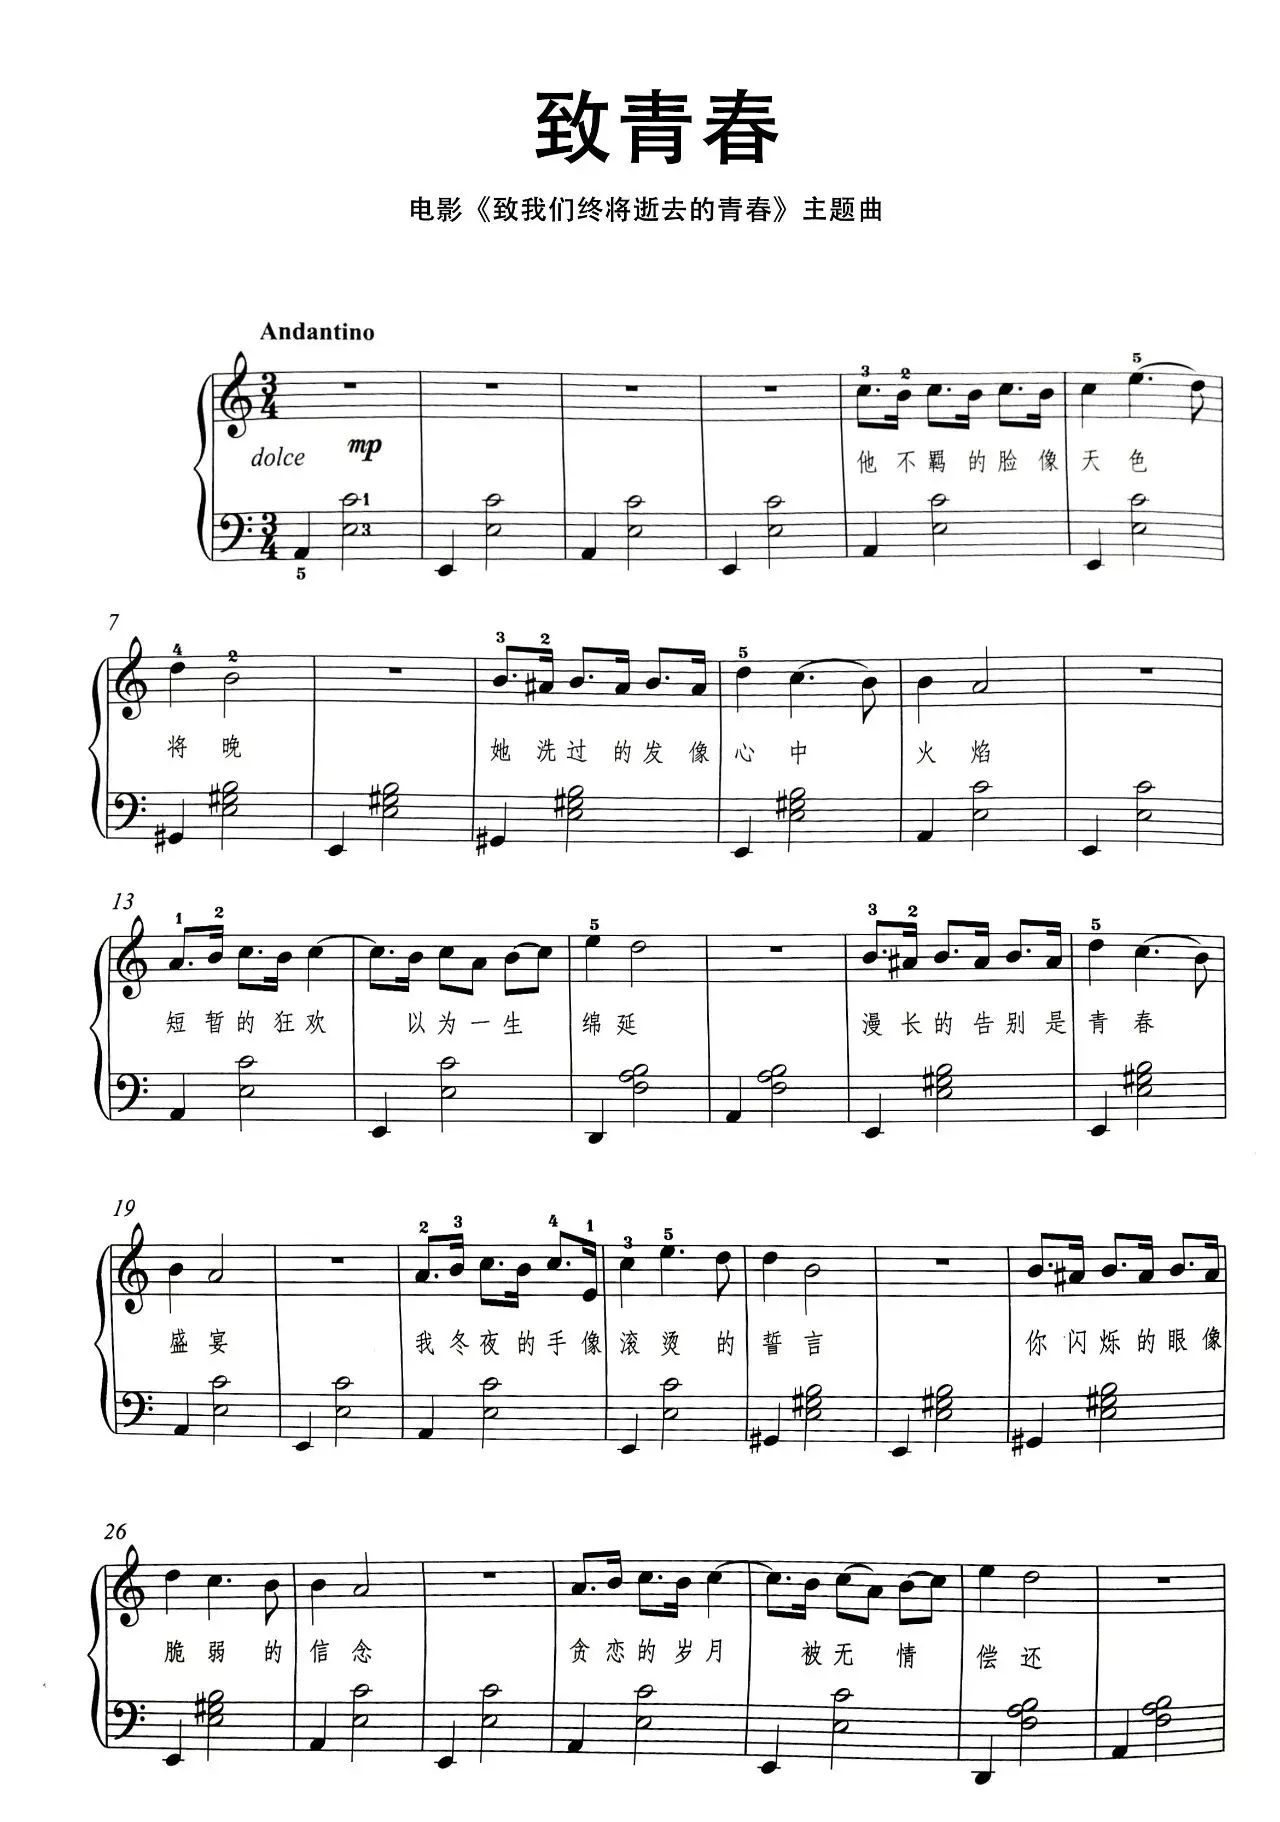 致青春
电影《致我们终将逝去的青春》主题曲
Andantino
3 2 5
dolce mp
他不羁的脸像天色
1
3
5
7
4 2 3 2 5
将晚 她洗过的发像心中 火焰
13
1 2 5 3 2 5
短暂的狂欢 以为一生 绵延 漫长的告别是青春
19
2 3 4 1 3 5
盛宴 我冬夜的手像滚烫的誓言 你闪烁的眼像
26
脆弱的信念 贪恋的岁月 被无情 偿还